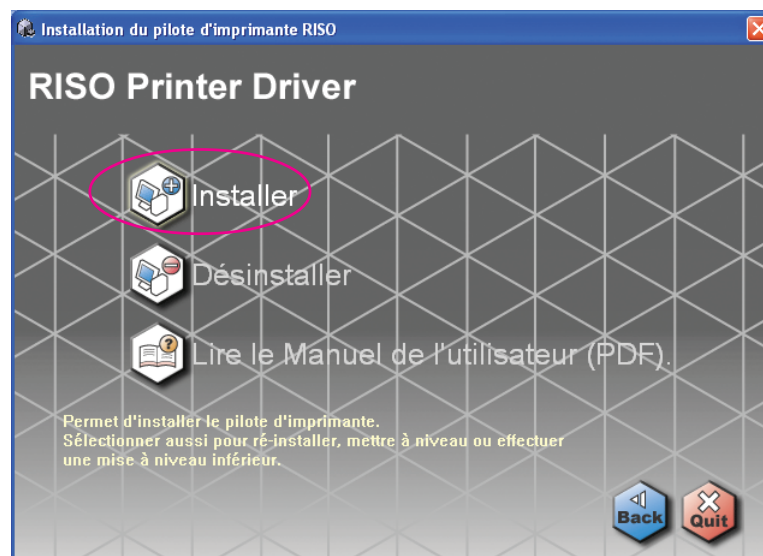 Installation du pilote d'imprimante RISO
RISO Printer Driver
Installer
Désinstaller
Lire le Manuel de l'utilisateur (PDF).
Permet d'installer le pilote d'imprimante.
Sélectionner aussi pour ré-installer, mettre à niveau ou effectuer
une mise à niveau inférieur.
Back
Quit